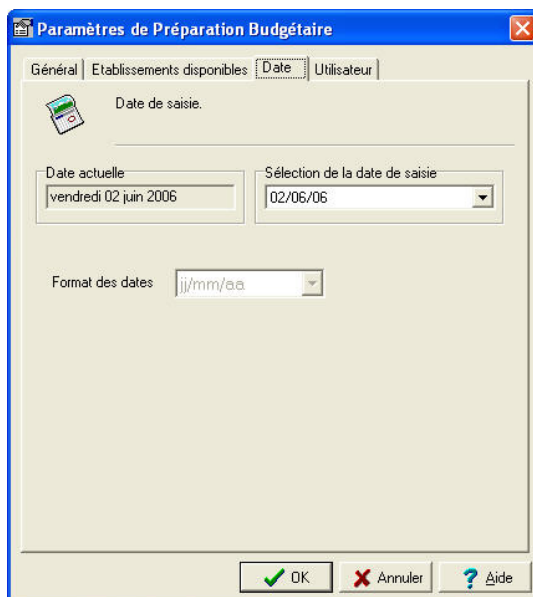 Paramètres de Préparation Budgétaire
Général Etablissements disponibles Date Utilisateur
Date de saisie.
Date actuelle Sélection de la date de saisie
vendredi 02 juin 2006 02/06/06
Format des dates jj/mm/aa
OK Annuler ? Aide